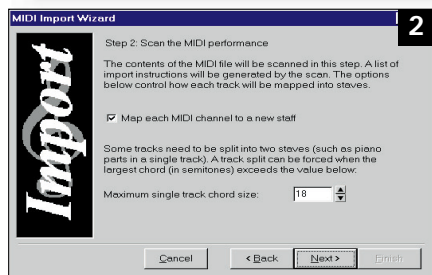 MIDI Import Wizard
2
Import
Step 2: Scan the MIDI performance
The contents of the MIDI file will be scanned in this step. A list of
import instructions will be generated by the scan. The options
below control how each track will be mapped into staves.
Map each MIDI channel to a new staff
Some tracks need to be split into two staves (such as piano
parts in a single track). A track split can be forced when the
largest chord (in semitones) exceeds the value below:
Maximum single track chord size: 18
Cancel < Back Next > Finish